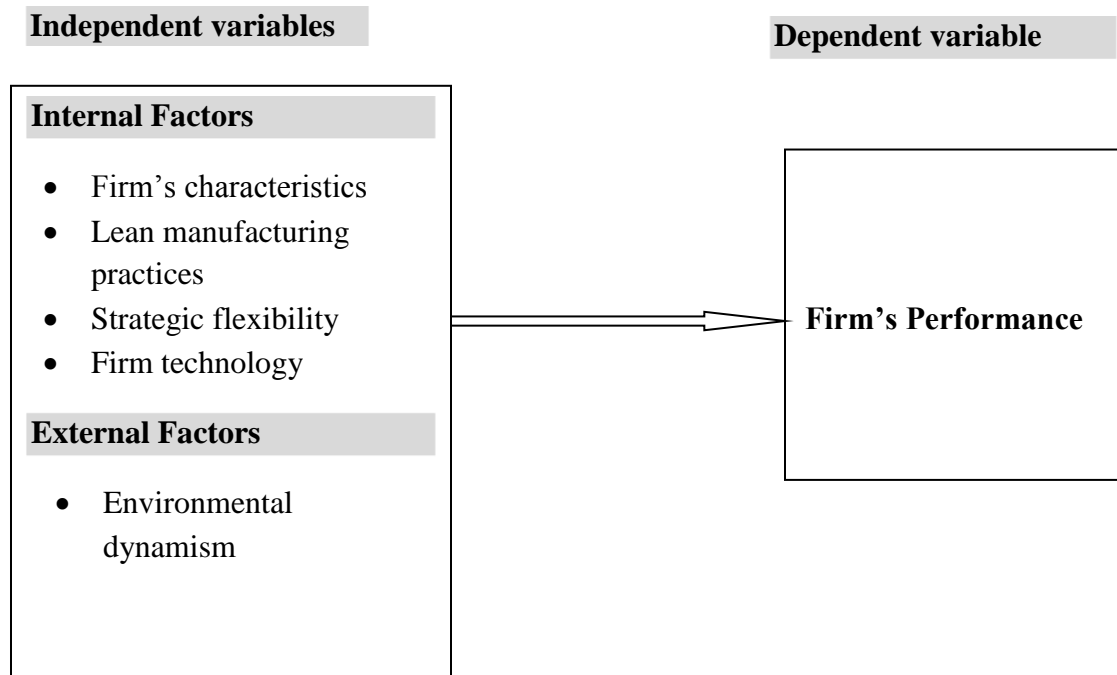 Independent variables
Dependent variable
Internal Factors
• Firm’s characteristics
• Lean manufacturing
practices
• Strategic flexibility
• Firm technology
External Factors
• Environmental
dynamism
Firm’s Performance